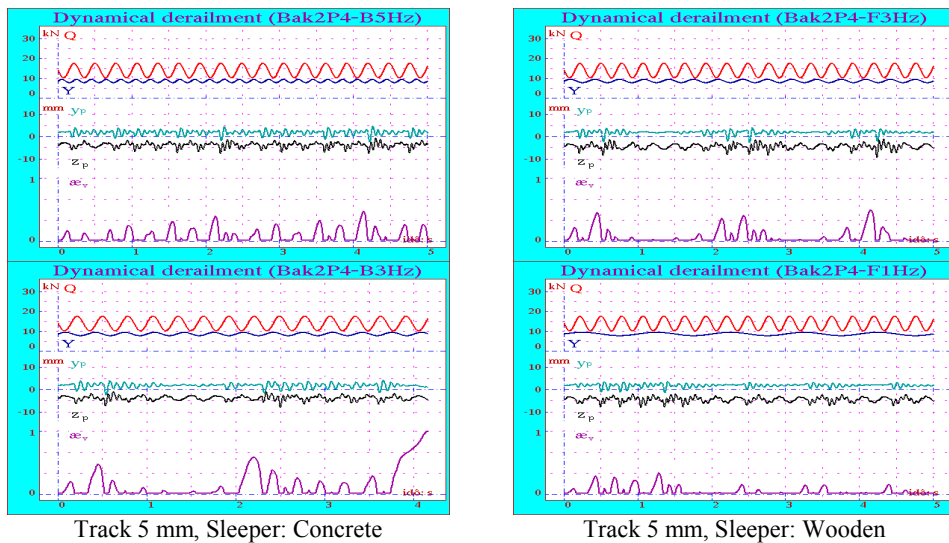 Dynamical derailment (Bak2P4-B5Hz)
kN Q
30
20
10
0
Y
mm
yp
10
0
-10
zp
æv
1
0
idő: s
0 1 2 3 4 5
Dynamical derailment (Bak2P4-B3Hz)
kN Q
30
20
10
0
Y
mm
yp
10
0
-10
zp
æv
1
0
idő: s
0 1 2 3 4
Track 5 mm, Sleeper: Concrete
Dynamical derailment (Bak2P4-F3Hz)
kN Q
30
20
10
0
Y
mm
yp
10
0
-10
zp
æv
1
0
idő: s
0 1 2 3 4 5
Dynamical derailment (Bak2P4-F1Hz)
kN Q
30
20
10
0
Y
mm
yp
10
0
-10
zp
æv
1
0
idő: s
0 1 2 3 4 5
Track 5 mm, Sleeper: Wooden